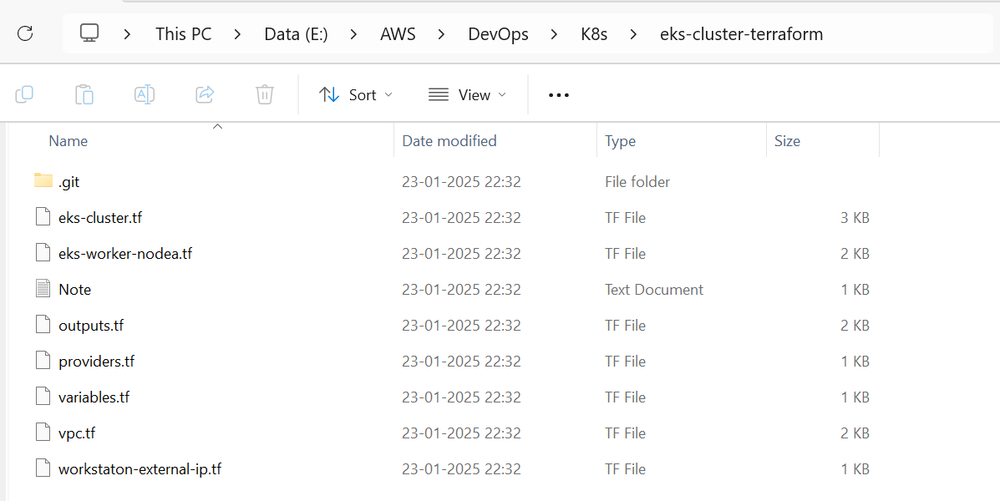 This PC > Data (E:) > AWS > DevOps > K8s > eks-cluster-terraform
Sort View
Name Date modified Type Size
.git 23-01-2025 22:32 File folder
eks-cluster.tf 23-01-2025 22:32 TF File 3 KB
eks-worker-nodea.tf 23-01-2025 22:32 TF File 2 KB
Note 23-01-2025 22:32 Text Document 1 KB
outputs.tf 23-01-2025 22:32 TF File 2 KB
providers.tf 23-01-2025 22:32 TF File 1 KB
variables.tf 23-01-2025 22:32 TF File 1 KB
vpc.tf 23-01-2025 22:32 TF File 2 KB
workstaton-external-ip.tf 23-01-2025 22:32 TF File 1 KB